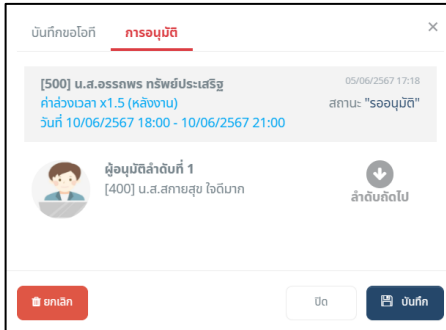 บันทึกขอโอที การอนุมัติ ×
[500] น.ส.อรรถพร ทรัพย์ประเสริฐ 05/06/2567 17:18
ค่าล่วงเวลา x1.5 (หลังงาน) สถานะ "รออนุมัติ"
วันที่ 10/06/2567 18:00 - 10/06/2567 21:00
ผู้อนุมัติลำดับที่ 1
[400] น.ส.สกายสุข ใจดีมาก
ลำดับถัดไป
ยกเลิก ปิด บันทึก